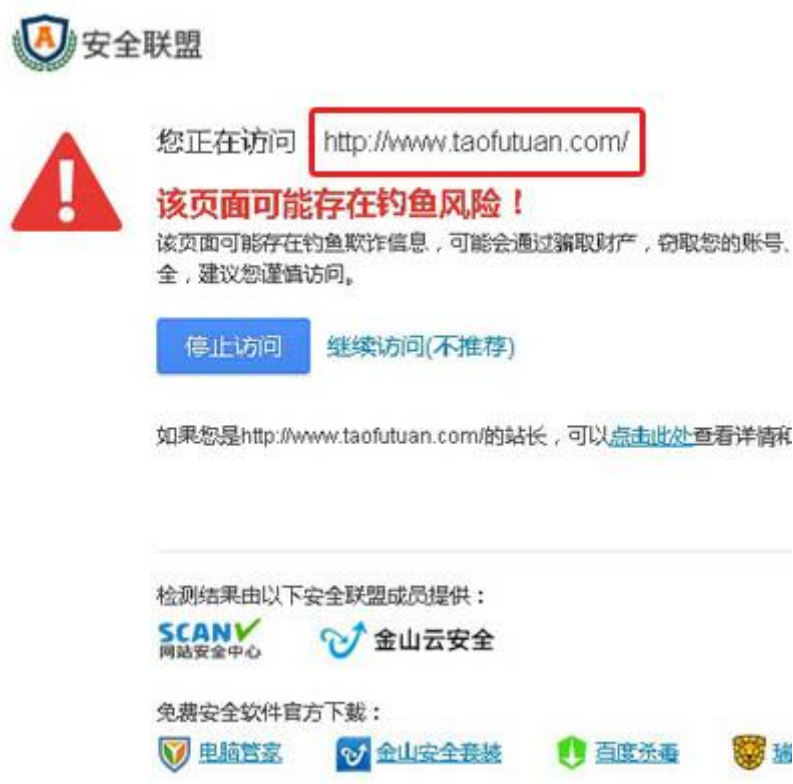 安全联盟
您正在访问 http://www.taofutuan.com/
该页面可能存在钓鱼风险！
该页面可能存在钓鱼欺诈信息，可能会通过骗取财产，窃取您的账号、
全，建议您谨慎访问。
停止访问 继续访问(不推荐)
如果您是http://www.taofutuan.com/的站长，可以点击此处查看详情和
检测结果由以下安全联盟成员提供：
SCANV 网站安全中心 金山云安全
免费安全软件官方下载：
电脑管家 金山安全套装 百度杀毒